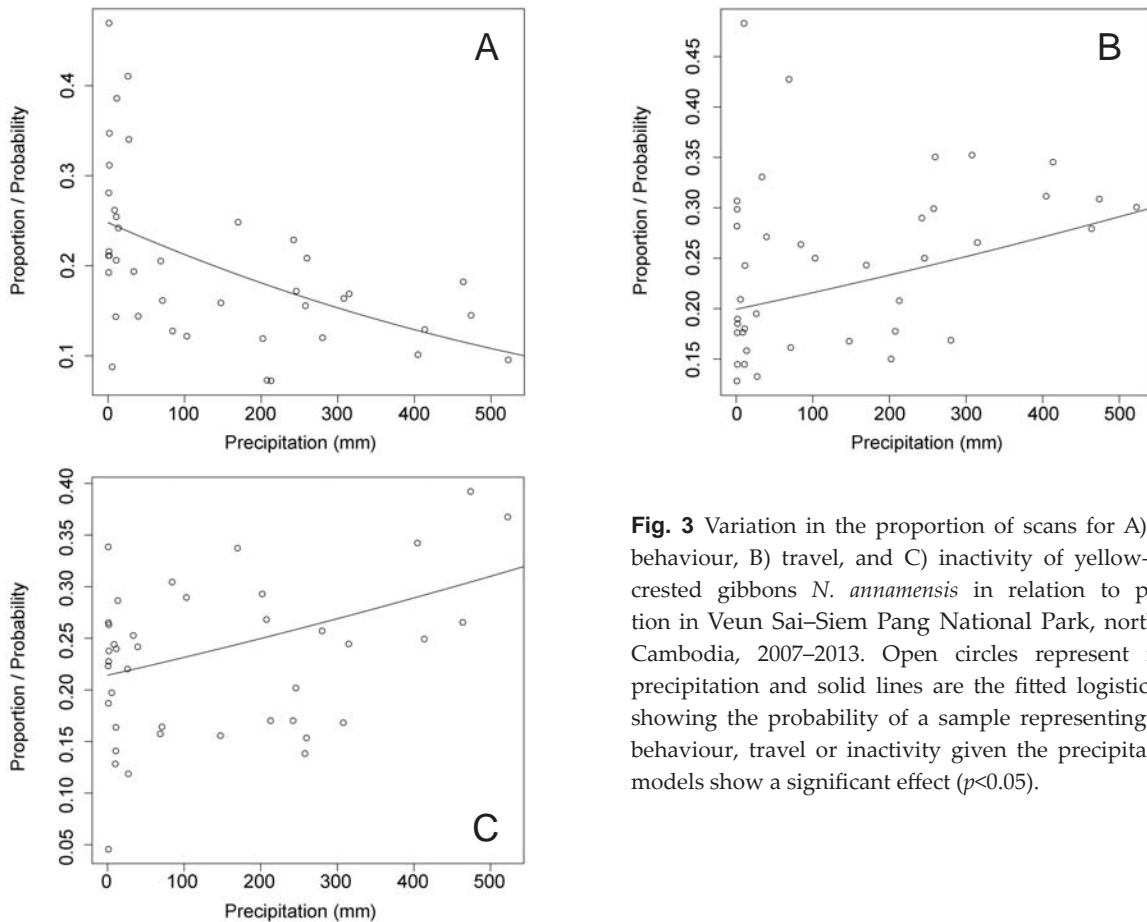 A
Proportion / Probability
0.4
0.3
0.2
0.1
0 100 200 300 400 500
Precipitation (mm)
B
Proportion / Probability
0.45
0.40
0.35
0.30
0.25
0.20
0.15
0 100 200 300 400 500
Precipitation (mm)
C
Proportion / Probability
0.40
0.35
0.30
0.25
0.20
0.15
0.10
0.05
0 100 200 300 400 500
Precipitation (mm)
Fig. 3 Variation in the proportion of scans for A)
behaviour, B) travel, and C) inactivity of yellow-
crested gibbons N. annamensis in relation to p
tion in Veun Sai–Siem Pang National Park, north
Cambodia, 2007–2013. Open circles represent
precipitation and solid lines are the fitted logistic
showing the probability of a sample representing
behaviour, travel or inactivity given the precipita
models show a significant effect (p<0.05).